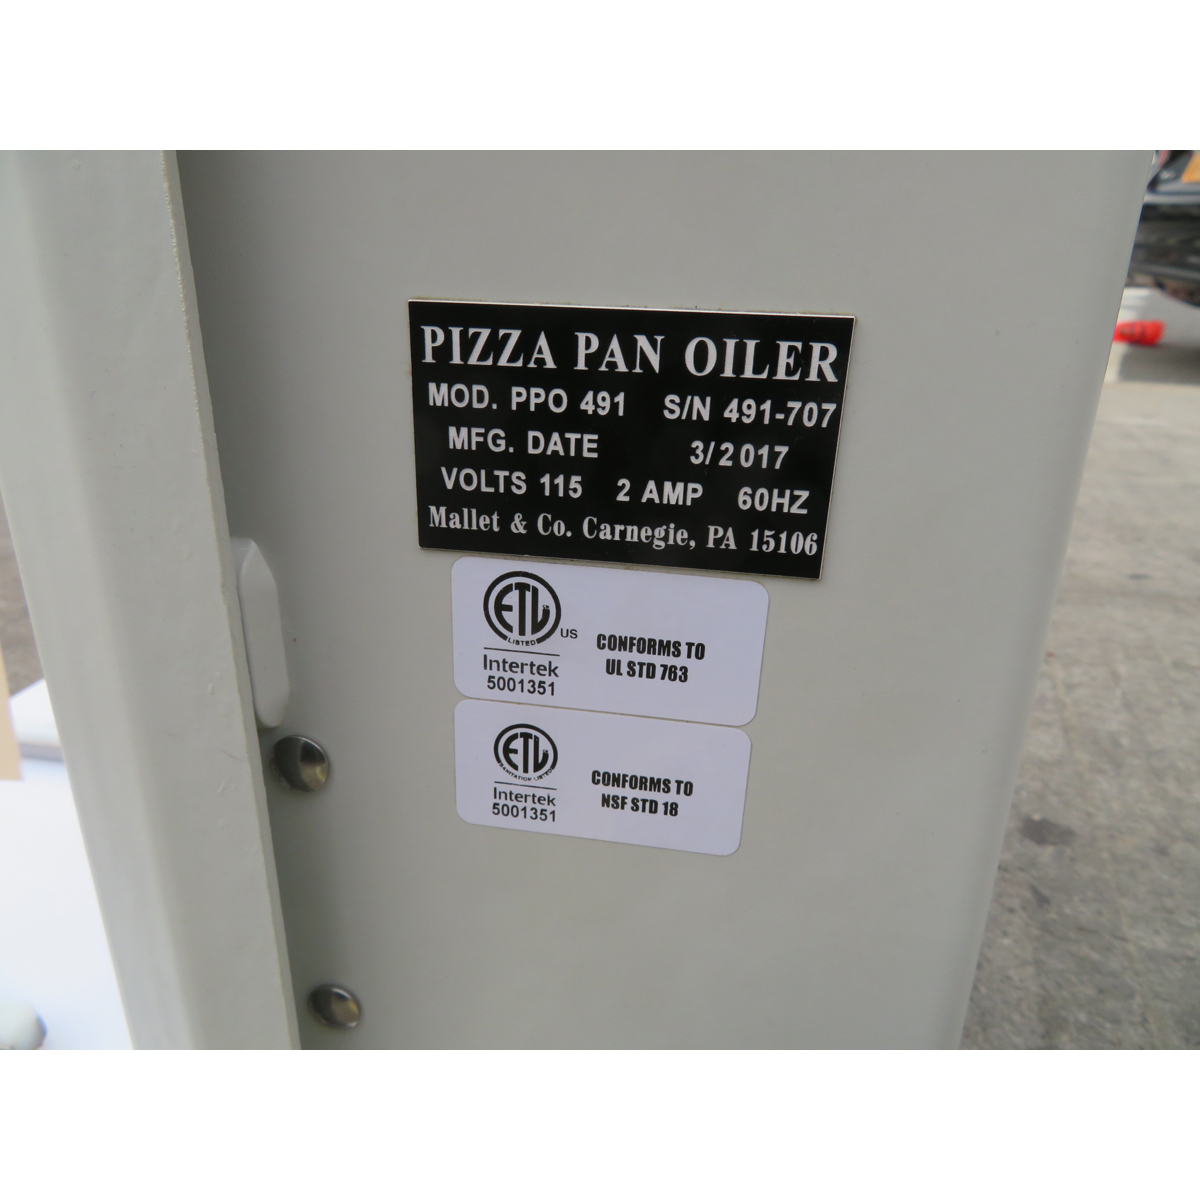 PIZZA PAN OILER
MOD. PPO 491 S/N 491-707
MFG. DATE 3/2017
VOLTS 115 2 AMP 60HZ
Mallet & Co. Carnegie, PA 15106
ETL
LISTED
US
Intertek
5001351
CONFORMS TO
UL STD 763
ETL
SANITATION LISTED
Intertek
5001351
CONFORMS TO
NSF STD 18